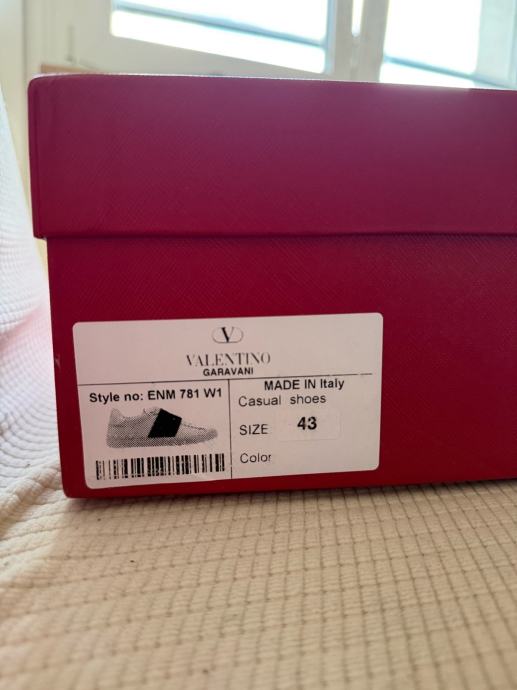 V
VALENTINO
GARAVANI
Style no: ENM 781 W1
MADE IN Italy
Casual shoes
SIZE 43
Color